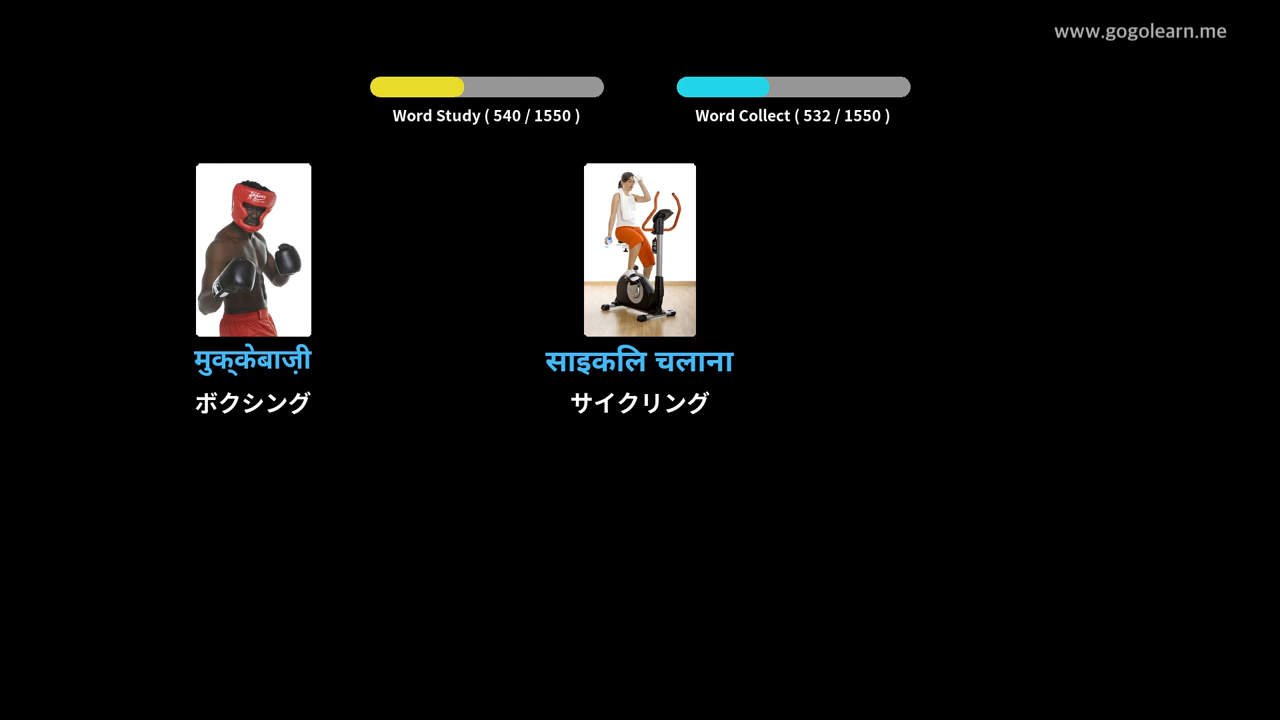 www.gogolearn.me
Word Study ( 540 / 1550 )
Word Collect ( 532 / 1550 )
मुक्केबाज़ी
साइकलि चलाना
ボクシング
サイクリング